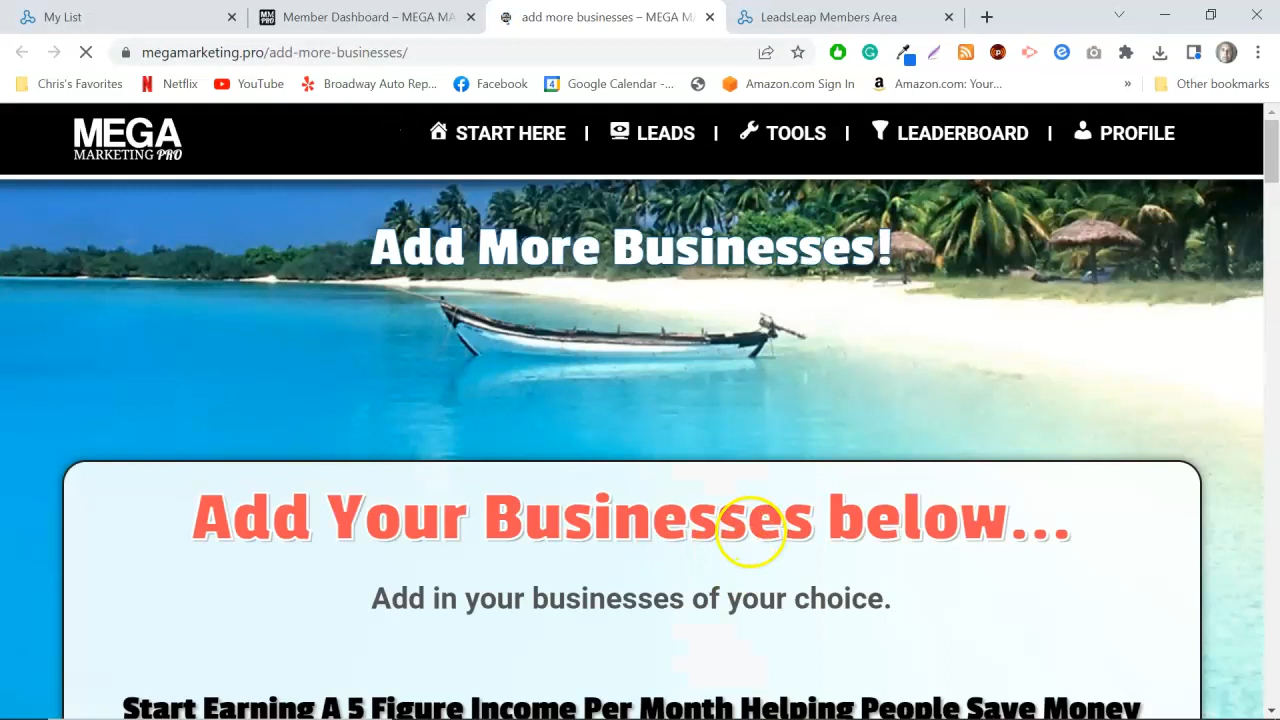 My List
Member Dashboard – MEGA MA
add more businesses – MEGA MA
LeadsLeap Members Area
megamarketing.pro/add-more-businesses/
Chris's Favorites
Netflix
YouTube
Broadway Auto Rep...
Facebook
Google Calendar -...
Amazon.com Sign In
Amazon.com: Your...
»
Other bookmarks
MEGA
MARKETING PRO
START HERE | LEADS | TOOLS | LEADERBOARD | PROFILE
Add More Businesses!
Add Your Businesses below...
Add in your businesses of your choice.
Start Earning A 5 Figure Income Per Month Helping People Save Money